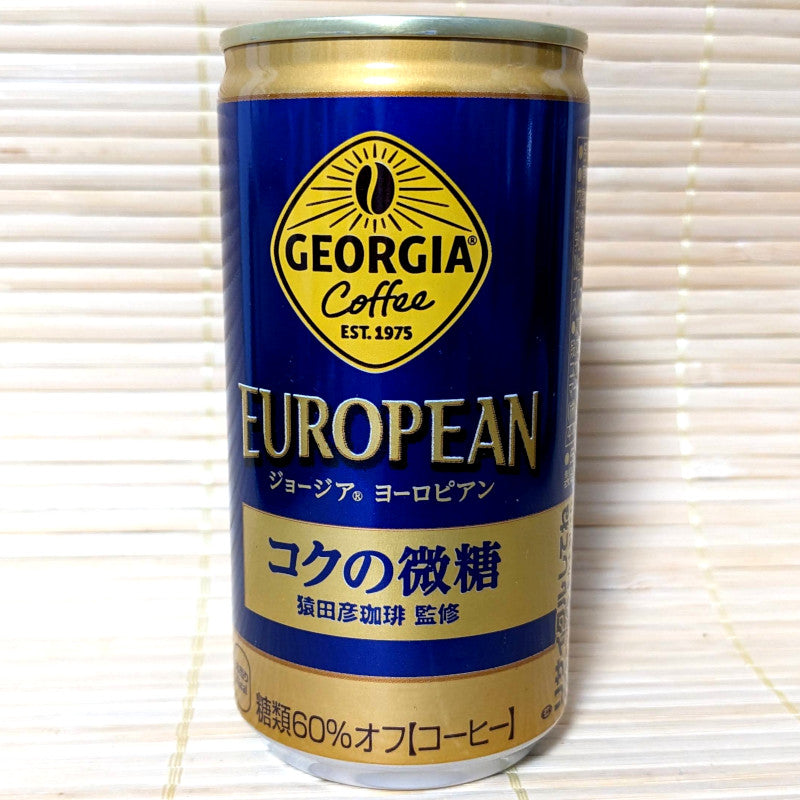 GEORGIA®
Coffee
EST. 1975
EUROPEAN
ジョージア® ヨーロピアン
コクの微糖
猿田彦珈琲 監修
糖類60%オフ【コーヒー】